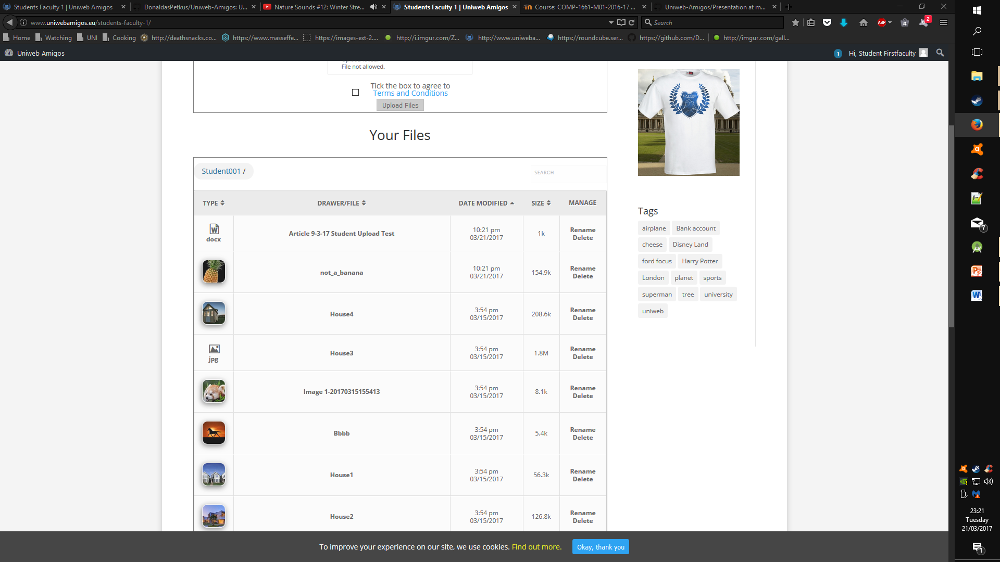 Students Faculty 1 | Uniweb Amigos
DonaldasPetkus/Uniweb-Amigos: U...
Nature Sounds #12: Winter Stre...
Students Faculty 1 | Uniweb Amigos
Course: COMP-1661-M01-2016-17 ...
Uniweb-Amigos/Presentation at m...
www.uniwebamigos.eu/students-faculty-1/
Search
ABP
2
Home
Watching
UNI
Cooking
http://deathsnacks.co...
https://www.masseffe...
https://images-ext-2....
http://i.imgur.com/Z...
http://www.uniweba...
https://roundcube.ser...
https://github.com/D...
http://imgur.com/gall...
Uniweb Amigos
1
Hi, Student Firstfaculty
File not allowed.
Tick the box to agree to
Terms and Conditions
Upload Files
Your Files
Student001 /
SEARCH
TYPE
DRAWER/FILE
DATE MODIFIED
SIZE
MANAGE
docx
Article 9-3-17 Student Upload Test
10:21 pm
03/21/2017
1k
Rename
Delete
not_a_banana
10:21 pm
03/21/2017
154.9k
Rename
Delete
House4
3:54 pm
03/15/2017
208.6k
Rename
Delete
jpg
House3
3:54 pm
03/15/2017
1.8M
Rename
Delete
Image 1-20170315155413
3:54 pm
03/15/2017
8.1k
Rename
Delete
Bbbb
3:54 pm
03/15/2017
5.4k
Rename
Delete
House1
3:54 pm
03/15/2017
56.3k
Rename
Delete
House2
3:54 pm
03/15/2017
126.8k
Rename
Delete
UNIWEB
AMIGOS
Tags
airplane
Bank account
cheese
Disney Land
ford focus
Harry Potter
London
planet
sports
superman
tree
university
uniweb
To improve your experience on our site, we use cookies. Find out more.
Okay, thank you
7
23:21
Tuesday
21/03/2017
1